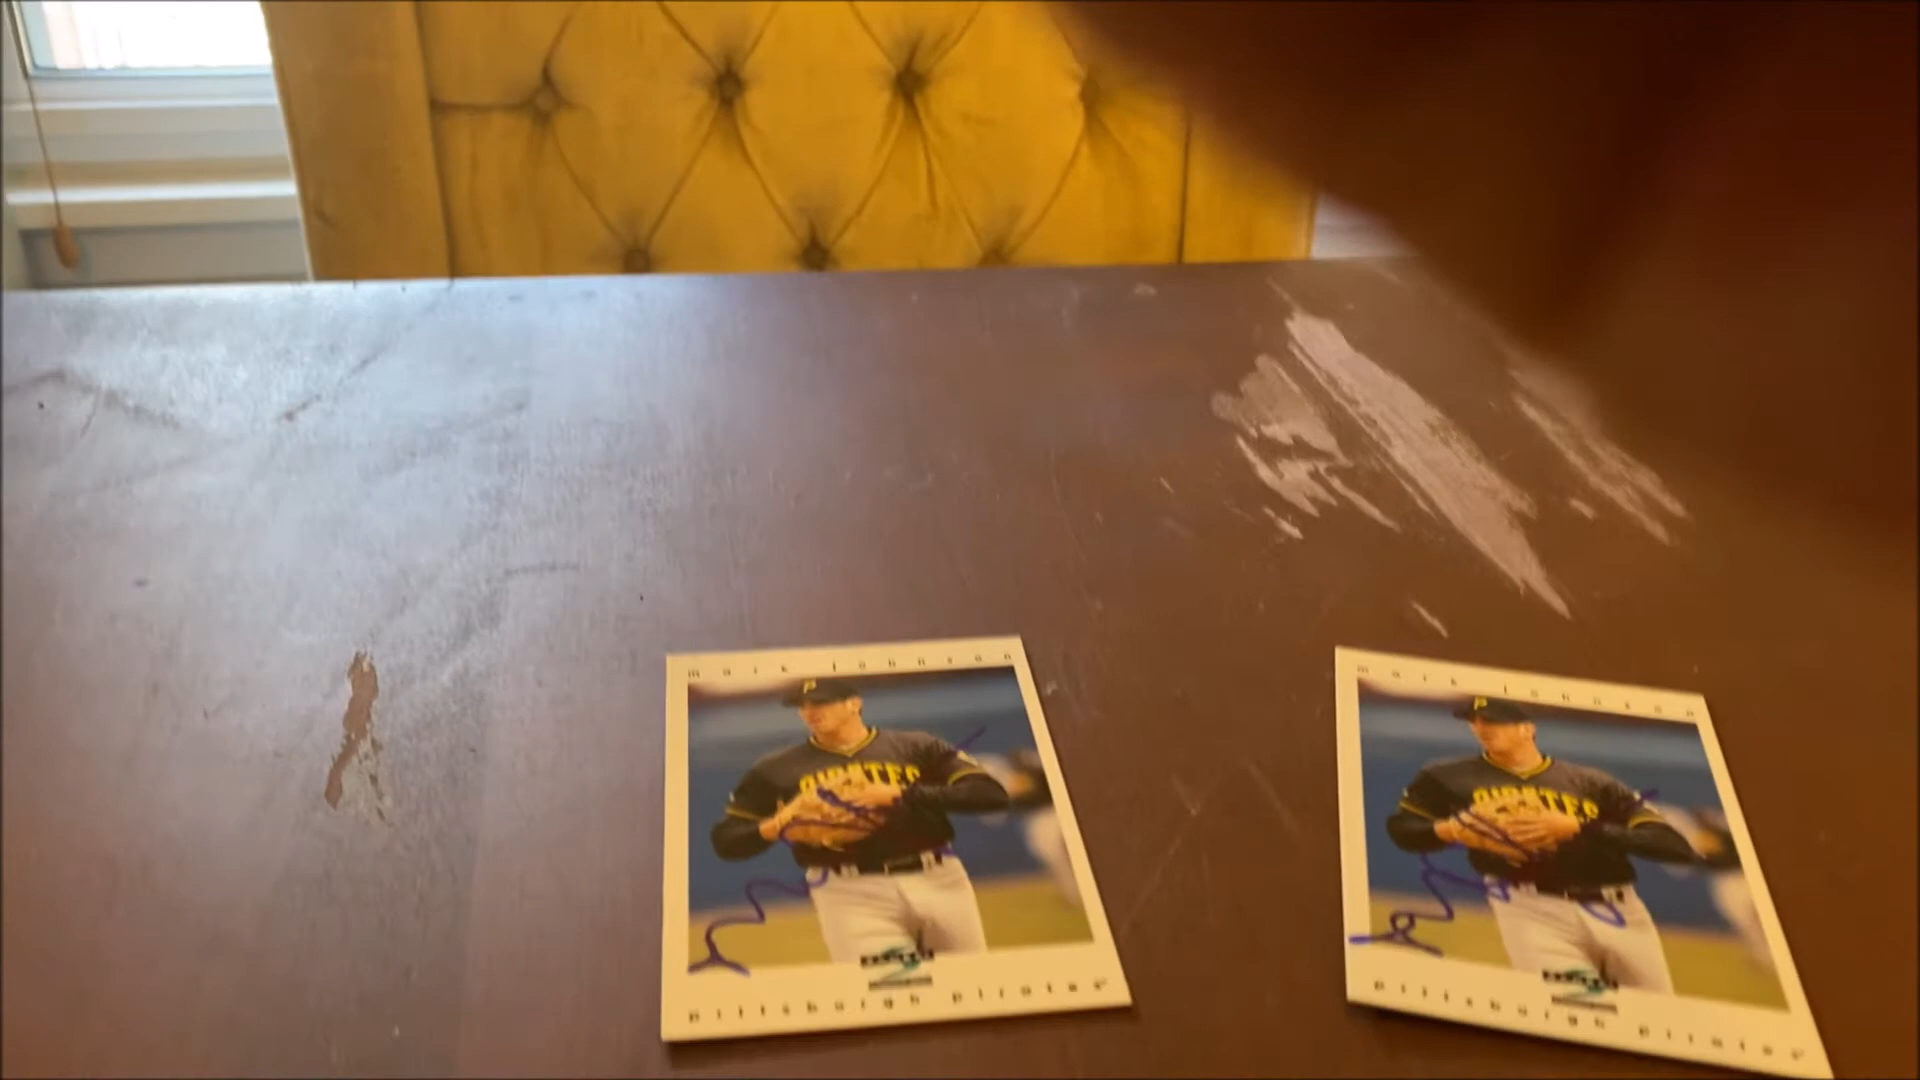 mark johnson
P
PIRATES
pittsburgh pirates
mark johnson
P
PIRATES
pittsburgh pirates